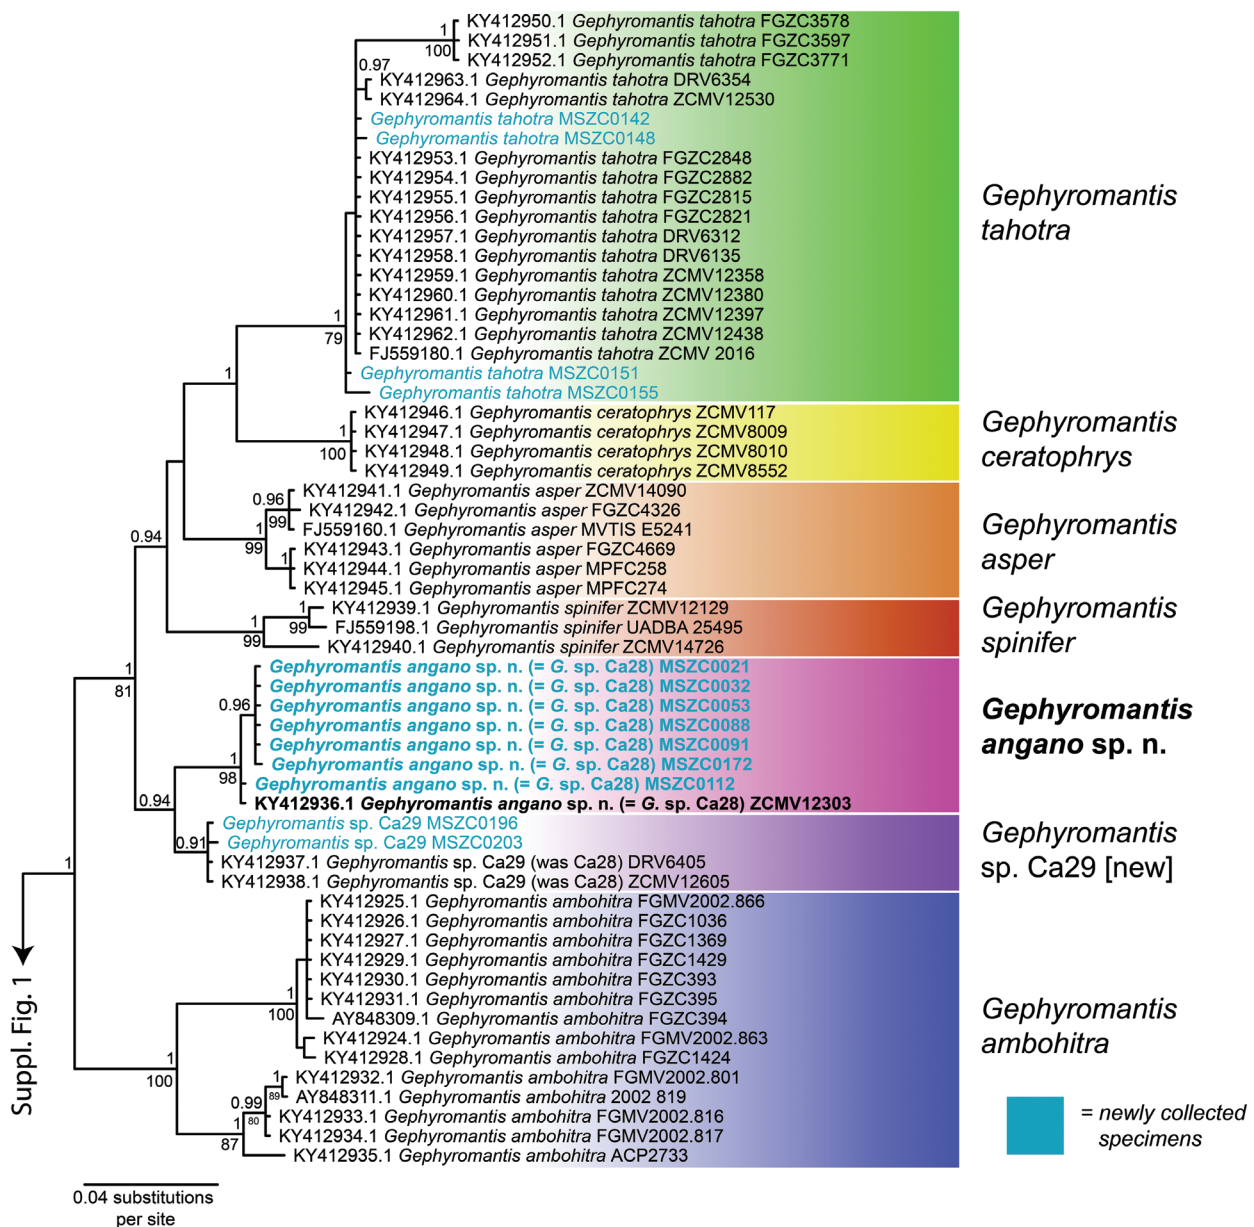 KY412950.1 Gephyromantis tahotra FGZC3578
KY412951.1 Gephyromantis tahotra FGZC3597
KY412952.1 Gephyromantis tahotra FGZC3771
KY412963.1 Gephyromantis tahotra DRV6354
KY412964.1 Gephyromantis tahotra ZCMV12530
Gephyromantis tahotra MSZC0142
Gephyromantis tahotra MSZC0148
KY412953.1 Gephyromantis tahotra FGZC2848
KY412954.1 Gephyromantis tahotra FGZC2882
KY412955.1 Gephyromantis tahotra FGZC2815
KY412956.1 Gephyromantis tahotra FGZC2821
KY412957.1 Gephyromantis tahotra DRV6312
KY412958.1 Gephyromantis tahotra DRV6135
KY412959.1 Gephyromantis tahotra ZCMV12358
KY412960.1 Gephyromantis tahotra ZCMV12380
KY412961.1 Gephyromantis tahotra ZCMV12397
KY412962.1 Gephyromantis tahotra ZCMV12438
FJ559180.1 Gephyromantis tahotra ZCMV 2016
Gephyromantis tahotra MSZC0151
Gephyromantis tahotra MSZC0155
1
100
0.97
1
79
1
Gephyromantis
tahotra
KY412946.1 Gephyromantis ceratophrys ZCMV117
KY412947.1 Gephyromantis ceratophrys ZCMV8009
KY412948.1 Gephyromantis ceratophrys ZCMV8010
KY412949.1 Gephyromantis ceratophrys ZCMV8552
1
100
Gephyromantis
ceratophrys
KY412941.1 Gephyromantis asper ZCMV14090
KY412942.1 Gephyromantis asper FGZC4326
FJ559160.1 Gephyromantis asper MVTIS E5241
KY412943.1 Gephyromantis asper FGZC4669
KY412944.1 Gephyromantis asper MPFC258
KY412945.1 Gephyromantis asper MPFC274
0.96
99
1
99
1
0.94
Gephyromantis
asper
KY412939.1 Gephyromantis spinifer ZCMV12129
FJ559198.1 Gephyromantis spinifer UADBA 25495
KY412940.1 Gephyromantis spinifer ZCMV14726
1
99
1
99
Gephyromantis
spinifer
Gephyromantis angano sp. n. (= G. sp. Ca28) MSZC0021
Gephyromantis angano sp. n. (= G. sp. Ca28) MSZC0032
Gephyromantis angano sp. n. (= G. sp. Ca28) MSZC0053
Gephyromantis angano sp. n. (= G. sp. Ca28) MSZC0088
Gephyromantis angano sp. n. (= G. sp. Ca28) MSZC0091
Gephyromantis angano sp. n. (= G. sp. Ca28) MSZC0172
Gephyromantis angano sp. n. (= G. sp. Ca28) MSZC0112
KY412936.1 Gephyromantis angano sp. n. (= G. sp. Ca28) ZCMV12303
1
81
0.96
1
98
0.94
Gephyromantis
angano sp. n.
Gephyromantis sp. Ca29 MSZC0196
Gephyromantis sp. Ca29 MSZC0203
KY412937.1 Gephyromantis sp. Ca29 (was Ca28) DRV6405
KY412938.1 Gephyromantis sp. Ca29 (was Ca28) ZCMV12605
0.91
1
Gephyromantis
sp. Ca29 [new]
KY412925.1 Gephyromantis ambohitra FGMV2002.866
KY412926.1 Gephyromantis ambohitra FGZC1036
KY412927.1 Gephyromantis ambohitra FGZC1369
KY412929.1 Gephyromantis ambohitra FGZC1429
KY412930.1 Gephyromantis ambohitra FGZC393
KY412931.1 Gephyromantis ambohitra FGZC395
AY848309.1 Gephyromantis ambohitra FGZC394
KY412924.1 Gephyromantis ambohitra FGMV2002.863
KY412928.1 Gephyromantis ambohitra FGZC1424
KY412932.1 Gephyromantis ambohitra FGMV2002.801
AY848311.1 Gephyromantis ambohitra 2002 819
KY412933.1 Gephyromantis ambohitra FGMV2002.816
KY412934.1 Gephyromantis ambohitra FGMV2002.817
KY412935.1 Gephyromantis ambohitra ACP2733
1
100
1
100
1
89
0.99
80
1
87
Gephyromantis
ambohitra
Suppl. Fig. 1
= newly collected
specimens
0.04 substitutions
per site